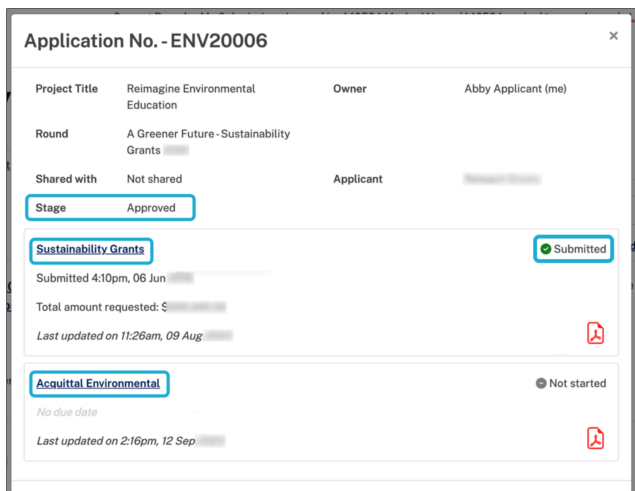 Application No. - ENV20006
×
Project Title Reimagine Environmental Owner Abby Applicant (me)
Education
Round A Greener Future - Sustainability
Grants
Shared with Not shared Applicant
Stage Approved
Sustainability Grants Submitted
Submitted 4:10pm, 06 Jun
Total amount requested: $
Last updated on 11:26am, 09 Aug
Acquittal Environmental Not started
No due date
Last updated on 2:16pm, 12 Sep